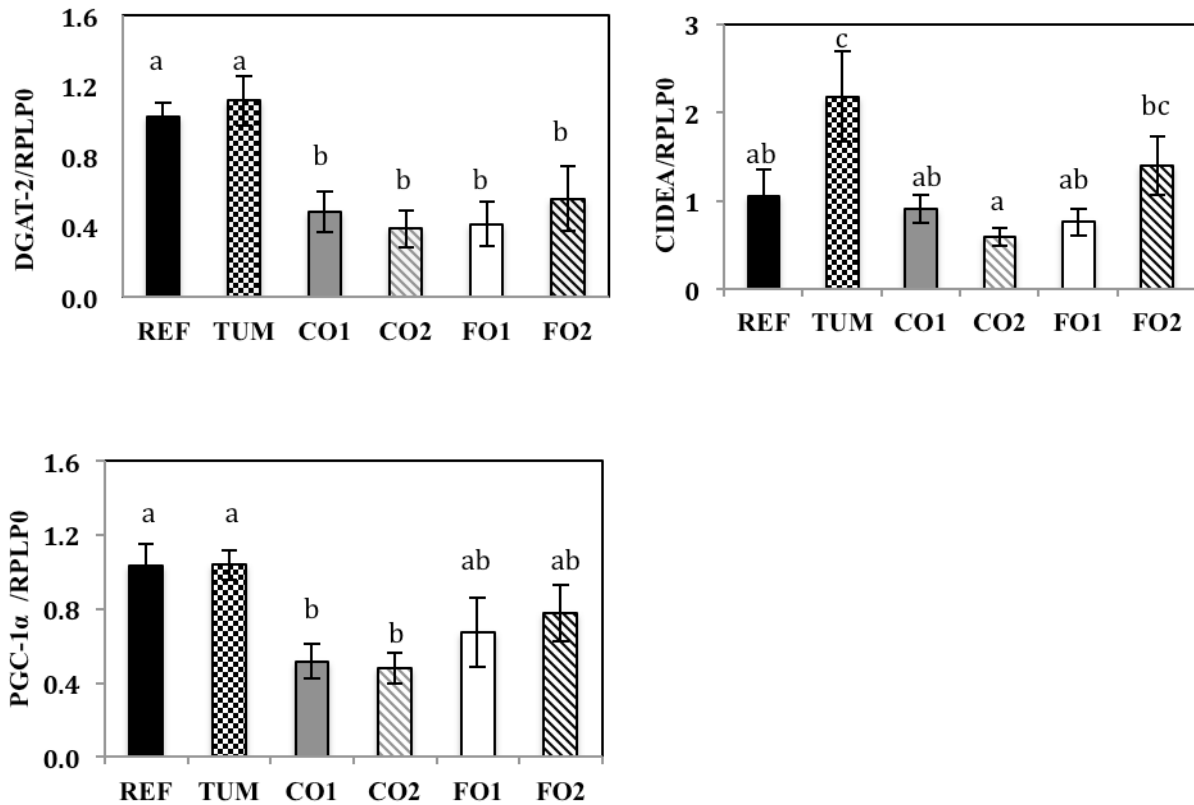 DGAT-2/RPLP0
1.6
1.2
0.8
0.4
0.0
a
a
b
b
b
b
REF TUM CO1 CO2 FO1 FO2
CIDEA/RPLP0
3
2
1
0
ab
c
ab
a
ab
bc
REF TUM CO1 CO2 FO1 FO2
PGC-1α /RPLP0
1.6
1.2
0.8
0.4
0.0
a
a
b
b
ab
ab
REF TUM CO1 CO2 FO1 FO2